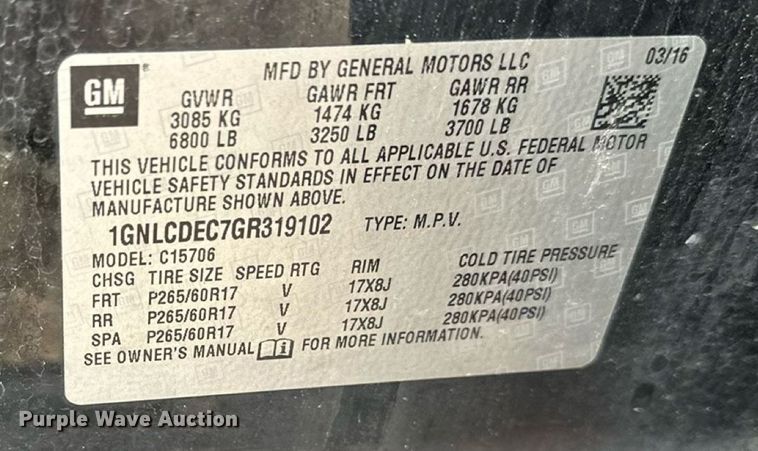 GM
MFD BY GENERAL MOTORS LLC 03/16
GVWR GAWR FRT GAWR RR
3085 KG 1474 KG 1678 KG
6800 LB 3250 LB 3700 LB
THIS VEHICLE CONFORMS TO ALL APPLICABLE U.S. FEDERAL MOTOR
VEHICLE SAFETY STANDARDS IN EFFECT ON THE DATE OF
MANUFACTURE SHOWN ABOVE.
1GNLCDEC7GR319102 TYPE: M.P.V.
MODEL: C15706
CHSG TIRE SIZE SPEED RTG RIM COLD TIRE PRESSURE
FRT P265/60R17 V 17X8J 280KPA(40PSI)
RR P265/60R17 V 17X8J 280KPA(40PSI)
SPA P265/60R17 V 17X8J 280KPA(40PSI)
SEE OWNER'S MANUAL FOR MORE INFORMATION.
Purple Wave Auction